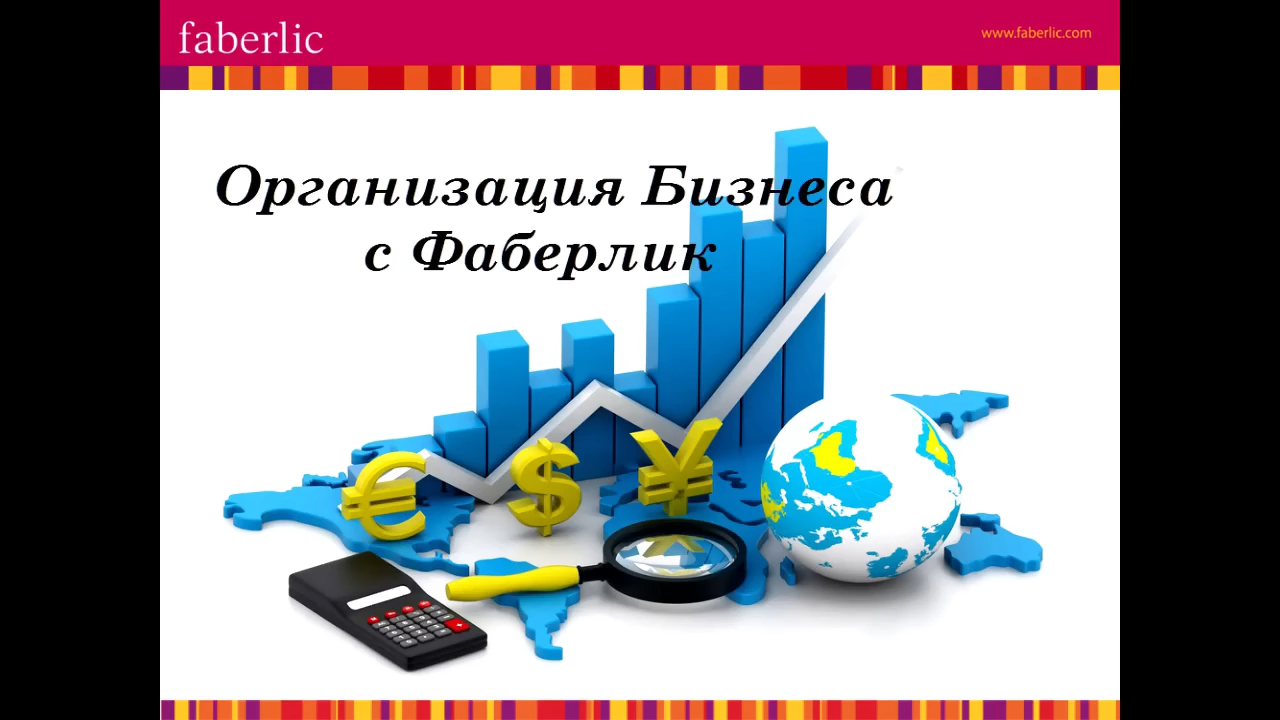 faberlic
www.faberlic.com
Организация Бизнеса
с Фаберлик